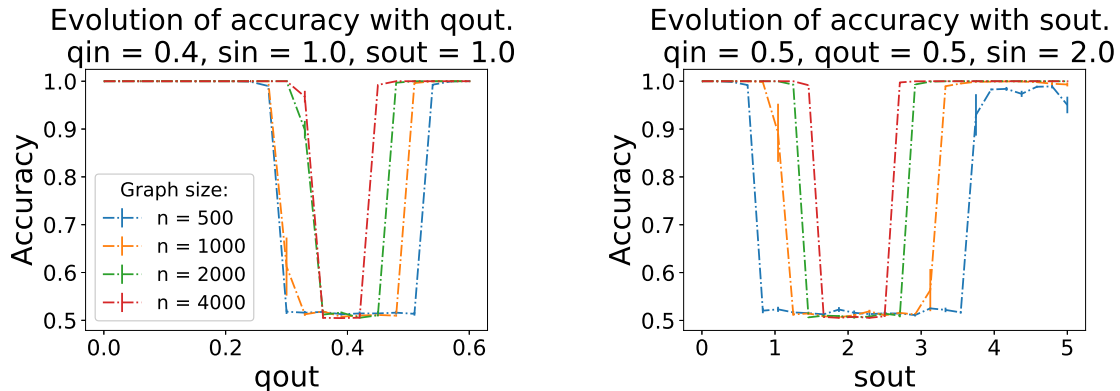 Evolution of accuracy with qout.
qin = 0.4, sin = 1.0, sout = 1.0
1.0
0.9
0.8
0.7
0.6
0.5
Accuracy
Graph size:
n = 500
n = 1000
n = 2000
n = 4000
0.0
0.2
0.4
0.6
qout
Evolution of accuracy with sout.
qin = 0.5, qout = 0.5, sin = 2.0
1.0
0.9
0.8
0.7
0.6
0.5
Accuracy
0
1
2
3
4
5
sout